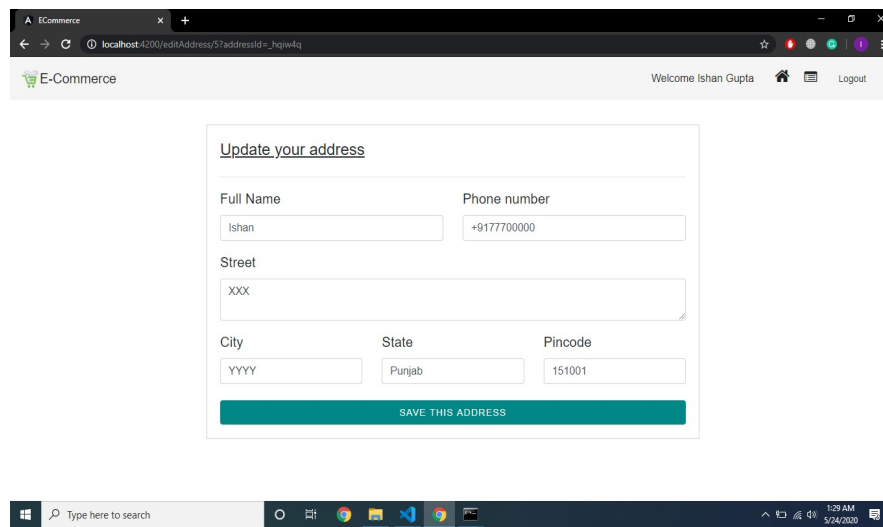 ECommerce
localhost:4200/editAddress/5?addressId=_hqiw4q
E-Commerce
Welcome Ishan Gupta
Logout
Update your address
Full Name
Phone number
Ishan
+9177700000
Street
XXX
City
State
Pincode
YYYY
Punjab
151001
SAVE THIS ADDRESS
Type here to search
1:29 AM
5/24/2020